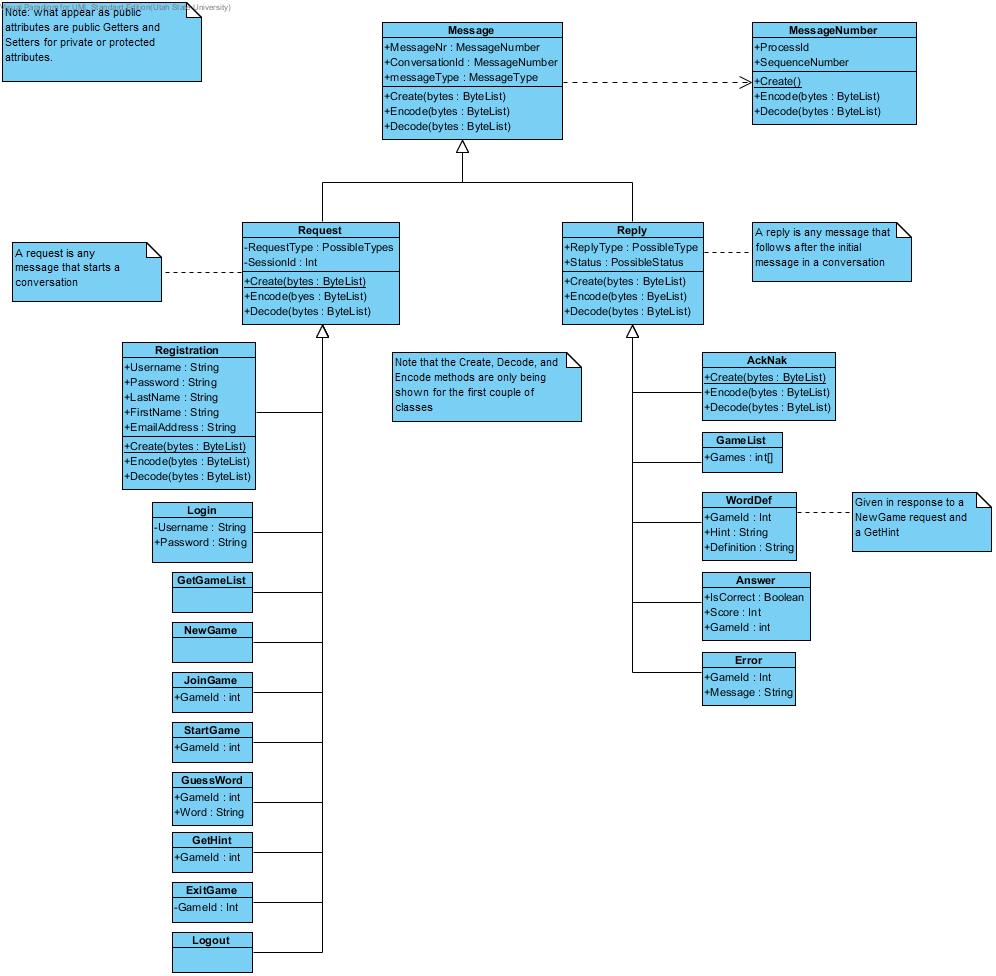 Visual Paradigm for UML Standard Edition(Utah State University)
Note: what appear as public
attributes are public Getters and
Setters for private or protected
attributes.
Message
+MessageNr : MessageNumber
+ConversationId : MessageNumber
+messageType : MessageType
+Create(bytes : ByteList)
+Encode(bytes : ByteList)
+Decode(bytes : ByteList)
MessageNumber
+ProcessId
+SequenceNumber
+Create()
+Encode(bytes : ByteList)
+Decode(bytes : ByteList)
A request is any
message that starts a
conversation
Request
-RequestType : PossibleTypes
-SessionId : Int
+Create(bytes : ByteList)
+Encode(byes : ByteList)
+Decode(bytes : ByteList)
Reply
+ReplyType : PossibleType
+Status : PossibleStatus
+Create(bytes : ByteList)
+Encode(bytes : ByteList)
+Decode(bytes : ByteList)
A reply is any message that
follows after the initial
message in a conversation
Note that the Create, Decode, and
Encode methods are only being
shown for the first couple of
classes
Registration
+Username : String
+Password : String
+LastName : String
+FirstName : String
+EmailAddress : String
+Create(bytes : ByteList)
+Encode(bytes : ByteList)
+Decode(bytes : ByteList)
Login
-Username : String
+Password : String
GetGameList
NewGame
JoinGame
+GameId : int
StartGame
+GameId : int
GuessWord
+GameId : int
+Word : String
GetHint
+GameId : int
ExitGame
-GameId : Int
Logout
AckNak
+Create(bytes : ByteList)
+Encode(bytes : ByteList)
+Decode(bytes : ByteList)
GameList
+Games : int[]
WordDef
+GameId : Int
+Hint : String
+Definition : String
Given in response to a
NewGame request and
a GetHint
Answer
+IsCorrect : Boolean
+Score : Int
+GameId : int
Error
+GameId : Int
+Message : String